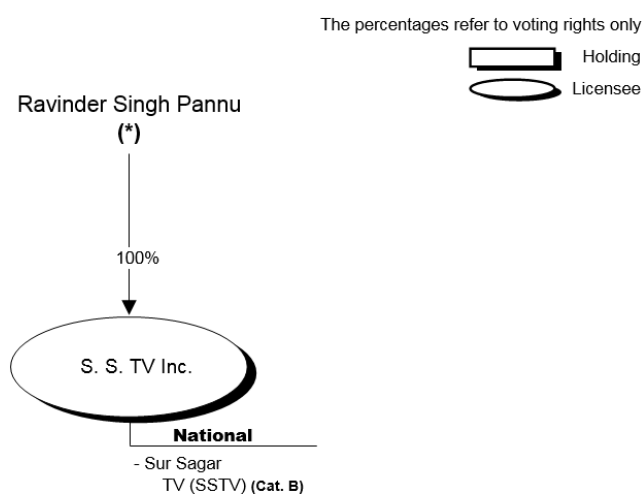 The percentages refer to voting rights only
Holding
Licensee
Ravinder Singh Pannu
(*)
100%
S. S. TV Inc.
National
- Sur Sagar
TV (SSTV) (Cat. B)